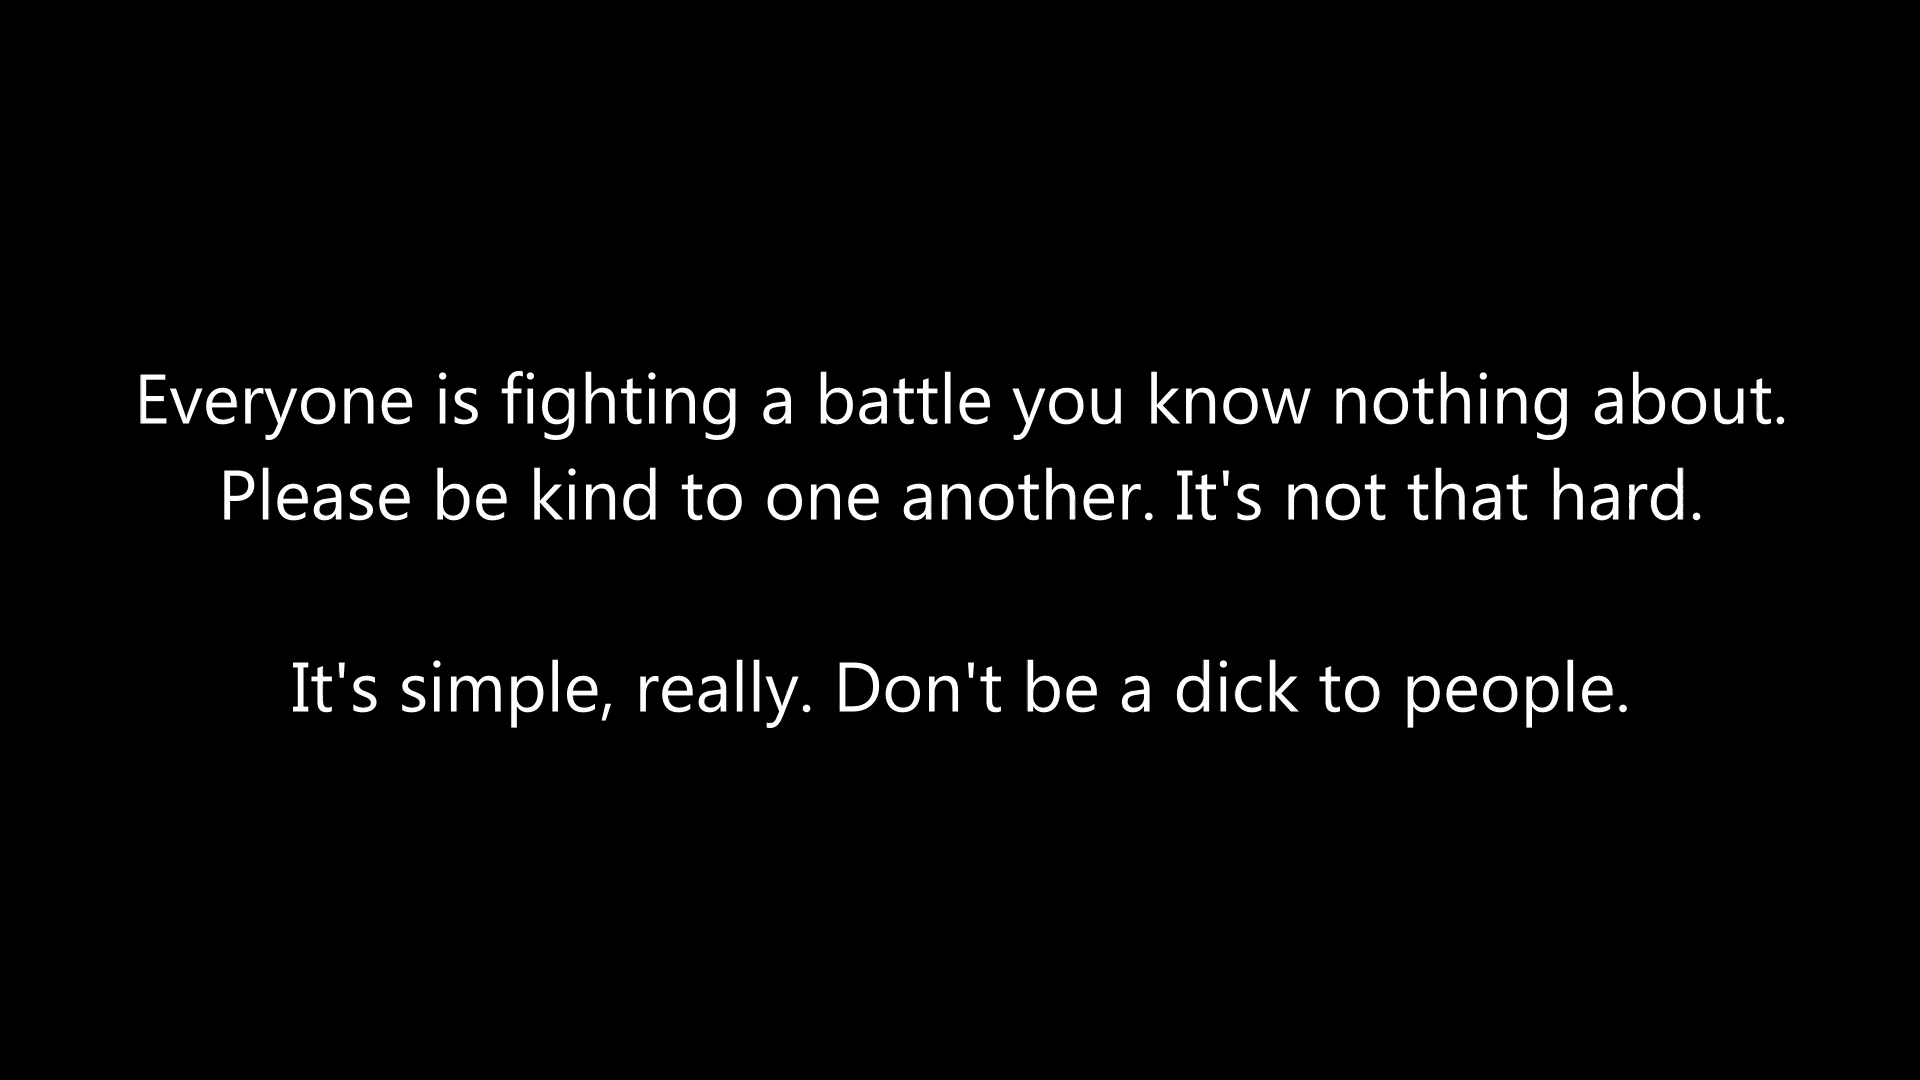 Everyone is fighting a battle you know nothing about.
Please be kind to one another. It's not that hard.
It's simple, really. Don't be a dick to people.